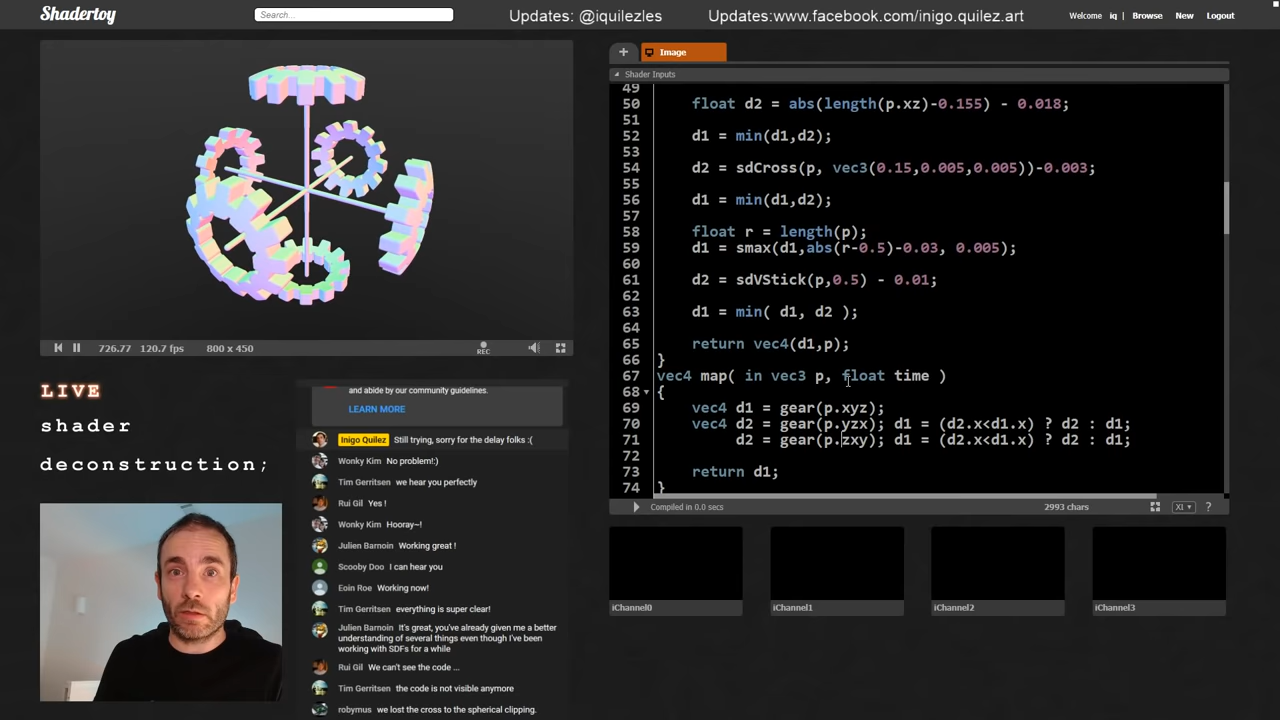 Shadertoy
Search...
Updates: @iquilezles
Updates:www.facebook.com/inigo.quilez.art
Welcome iq | Browse New Logout
+ Image
Shader Inputs
49
50 float d2 = abs(length(p.xz)-0.155) - 0.018;
51
52 d1 = min(d1,d2);
53
54 d2 = sdCross(p, vec3(0.15,0.005,0.005))-0.003;
55
56 d1 = min(d1,d2);
57
58 float r = length(p);
59 d1 = smax(d1,abs(r-0.5)-0.03, 0.005);
60
61 d2 = sdVStick(p,0.5) - 0.01;
62
63 d1 = min( d1, d2 );
64
65 return vec4(d1,p);
66 }
67 vec4 map( in vec3 p, float time )
68 {
69 vec4 d1 = gear(p.xyz);
70 vec4 d2 = gear(p.yzx); d1 = (d2.x<d1.x) ? d2 : d1;
71 d2 = gear(p.zxy); d1 = (d2.x<d1.x) ? d2 : d1;
72
73 return d1;
74 }
Compiled in 0.0 secs
2993 chars
XI
?
726.77 120.7 fps 800 x 450
REC
LIVE
shader
deconstruction;
and abide by our community guidelines.
LEARN MORE
Inigo Quilez Still trying, sorry for the delay folks :(
Wonky Kim No problem!:)
Tim Gerritsen we hear you perfectly
Rui Gil Yes !
Wonky Kim Hooray~!
Julien Barnoin Working great !
Scooby Doo I can hear you
Eoin Roe Working now!
Tim Gerritsen everything is super clear!
Julien Barnoin It's great, you've already given me a better
understanding of several things even though I've been
working with SDFs for a while
Rui Gil We can't see the code ...
Tim Gerritsen the code is not visible anymore
robymus we lost the cross to the spherical clipping.
iChannel0
iChannel1
iChannel2
iChannel3